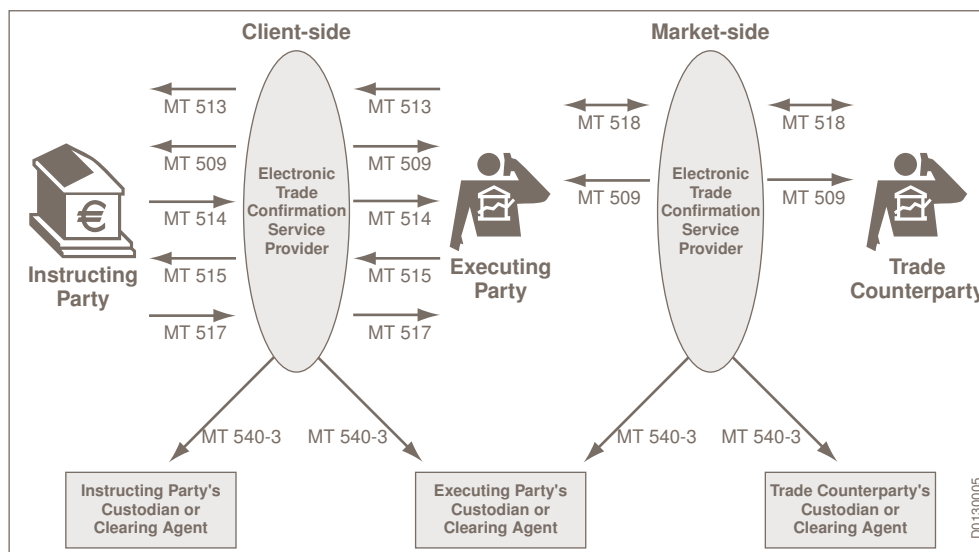 Client-side
Market-side
MT 513
MT 513
MT 518
MT 518
MT 509
MT 509
MT 509
MT 509
MT 514
MT 514
MT 515
MT 515
MT 517
MT 517
€
Electronic
Trade
Confirmation
Service
Provider
Electronic
Trade
Confirmation
Service
Provider
Instructing
Party
Executing
Party
Trade
Counterparty
MT 540-3
MT 540-3
MT 540-3
MT 540-3
Instructing Party's
Custodian or
Clearing Agent
Executing Party's
Custodian or
Clearing Agent
Trade Counterparty's
Custodian or
Clearing Agent
D0130005